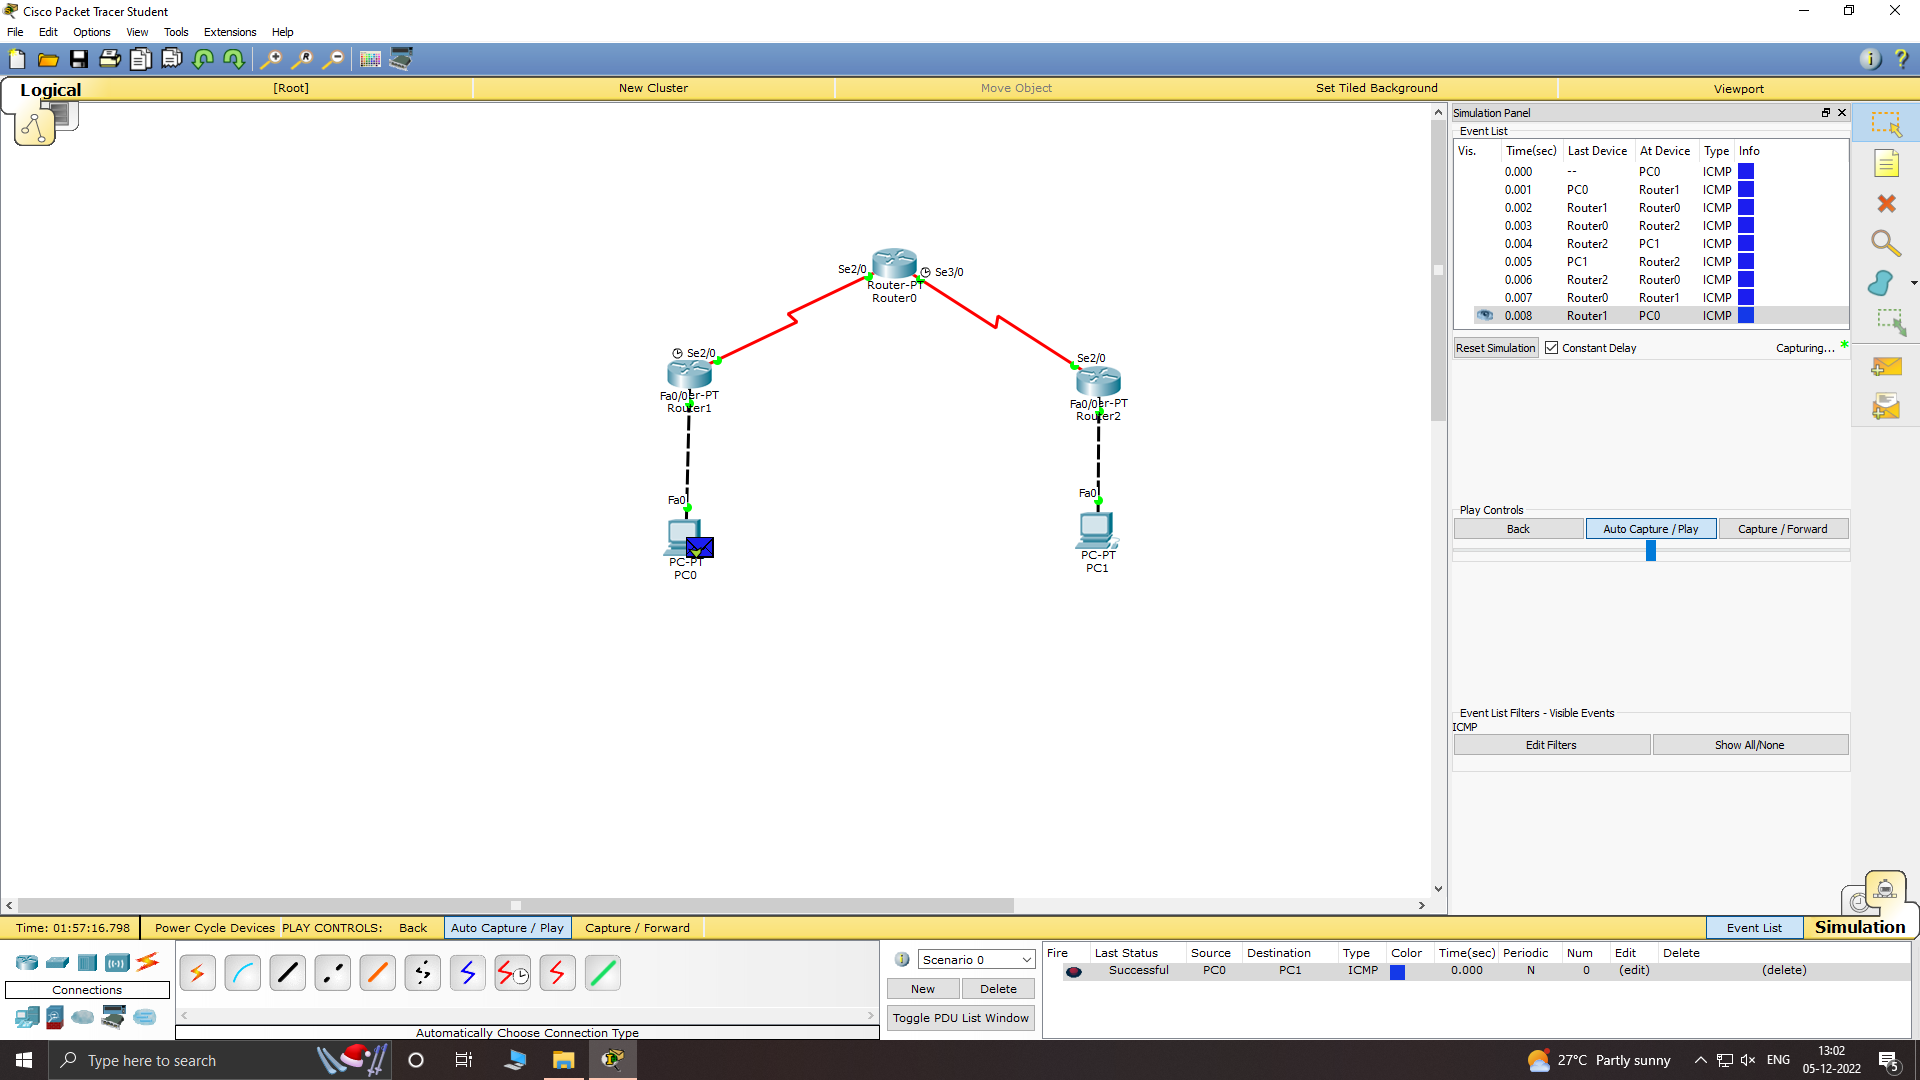 Cisco Packet Tracer Student
File Edit Options View Tools Extensions Help
Logical [Root] New Cluster Move Object Set Tiled Background Viewport
Simulation Panel
Event List
Vis. Time(sec) Last Device At Device Type Info
0.000 -- PC0 ICMP
0.001 PC0 Router1 ICMP
0.002 Router1 Router0 ICMP
0.003 Router0 Router2 ICMP
0.004 Router2 PC1 ICMP
0.005 PC1 Router2 ICMP
0.006 Router2 Router0 ICMP
0.007 Router0 Router1 ICMP
0.008 Router1 PC0 ICMP
Reset Simulation Constant Delay Capturing... *
Se2/0 Se3/0
Router-PT
Router0
Se2/0
Fa0/0er-PT
Router1
Se2/0
Fa0/0er-PT
Router2
Fa0
PC-PT
PC0
Fa0
PC-PT
PC1
Play Controls
Back Auto Capture / Play Capture / Forward
Event List Filters - Visible Events
ICMP
Edit Filters Show All/None
Time: 01:57:16.798 Power Cycle Devices PLAY CONTROLS: Back Auto Capture / Play Capture / Forward Event List Simulation
Connections
Automatically Choose Connection Type
Scenario 0
New Delete
Toggle PDU List Window
Fire Last Status Source Destination Type Color Time(sec) Periodic Num Edit Delete
Successful PC0 PC1 ICMP 0.000 N 0 (edit) (delete)
Type here to search
27°C Partly sunny
ENG
13:02
05-12-2022
5